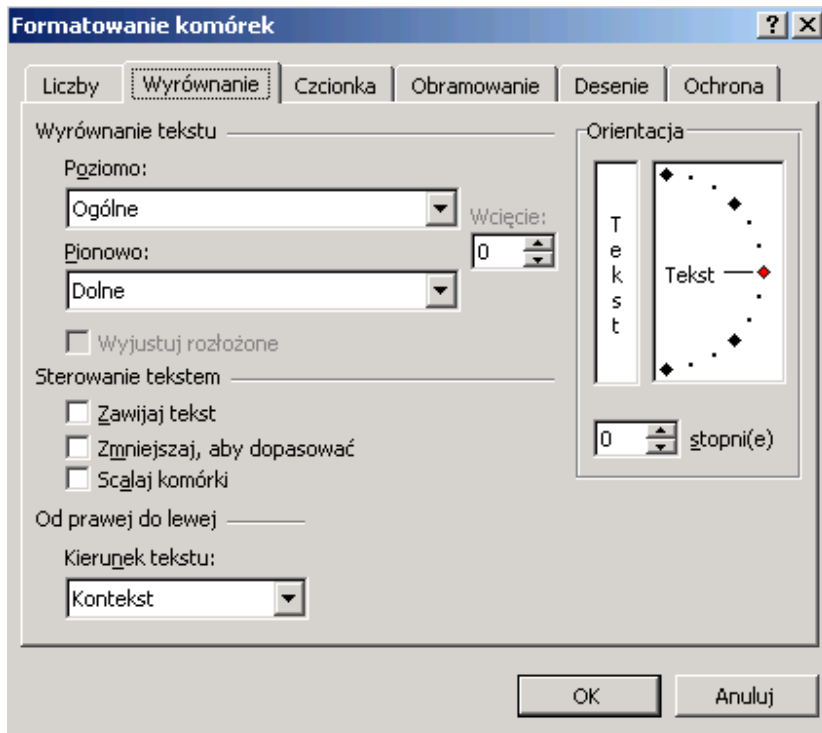 Formatowanie komórek
Liczby Wyrównanie Czcionka Obramowanie Desenie Ochrona
Wyrównanie tekstu
Poziomo:
Ogólne
Wcięcie:
0
Pionowo:
Dolne
Wyjustuj rozłożone
Sterowanie tekstem
Zawijaj tekst
Zmniejszaj, aby dopasować
Scalaj komórki
Od prawej do lewej
Kierunek tekstu:
Kontekst
Orientacja
Tekst
Tekst
0 stopni(e)
OK Anuluj